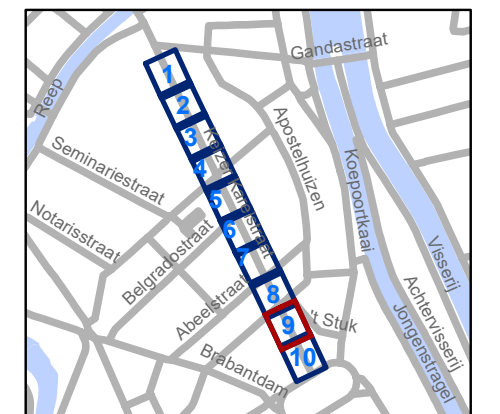 Gandastraat
Reep
1
2
3
4
5
6
7
8
9
10
Keizer Karelstraat
Apostelhuizen
Koepoortkaai
Seminariestraat
Notarisstraat
Belgradostraat
Abeelstraat
't Stuk
Brabantdam
Visserij
Achtervisserij
Jongenstragel